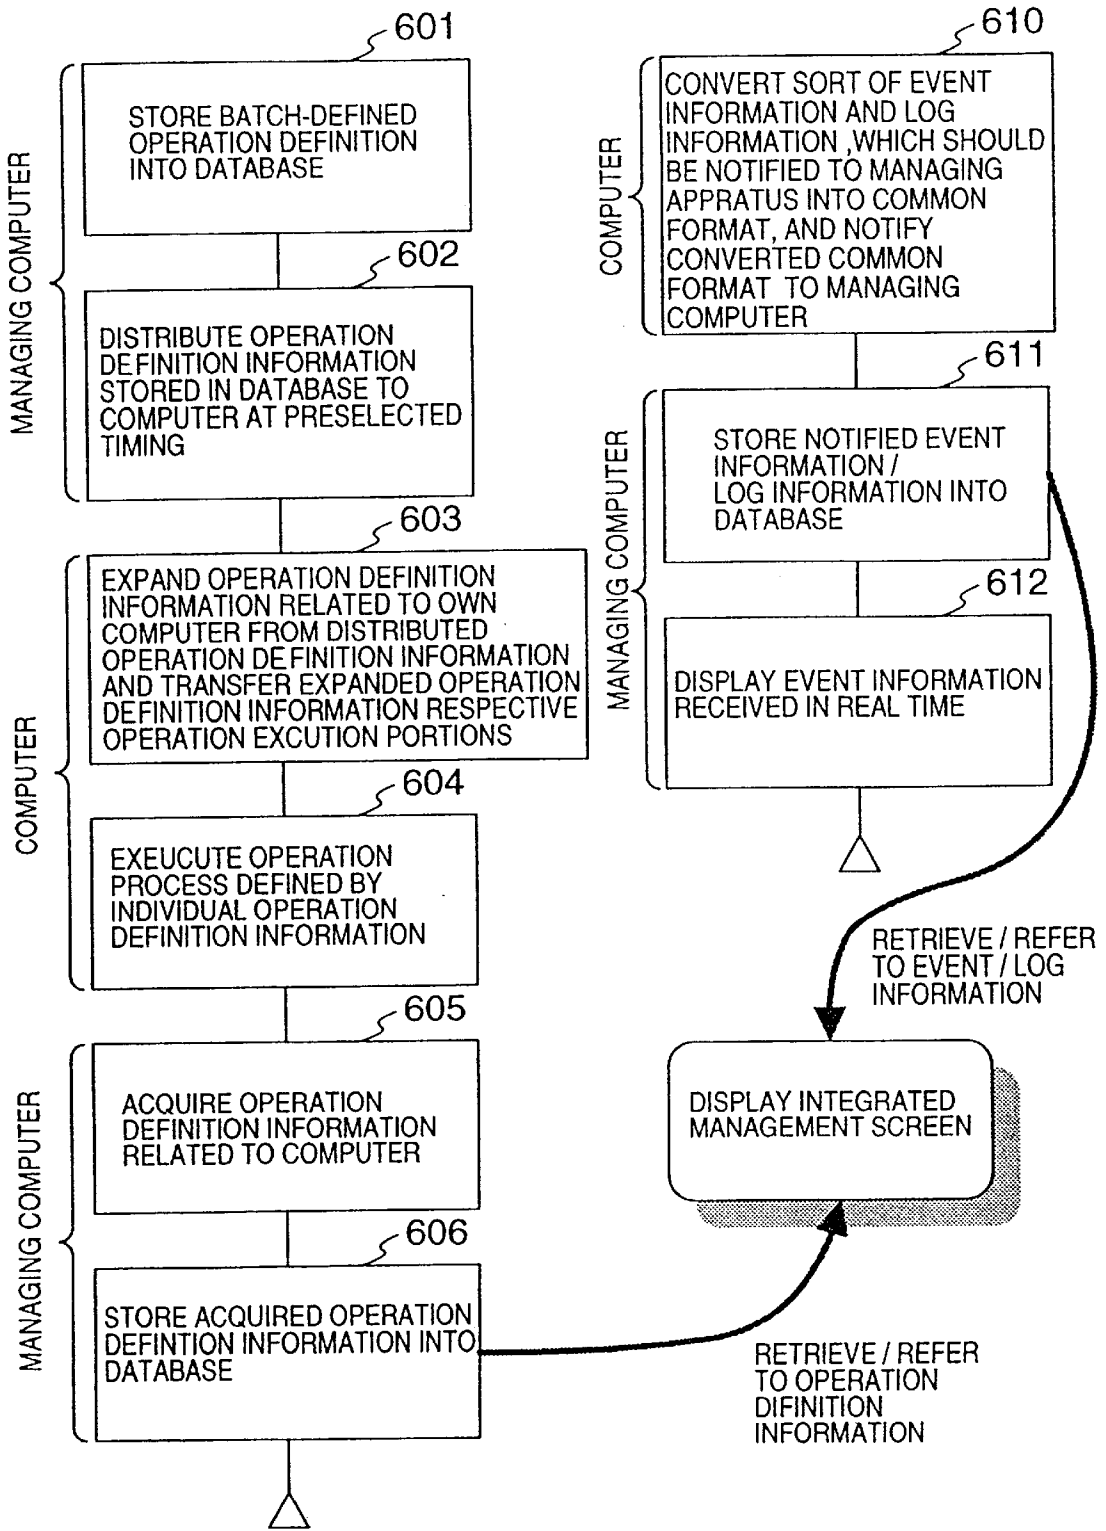 601
STORE BATCH-DEFINED
OPERATION DEFINITION
INTO DATABASE
MANAGING COMPUTER
602
DISTRIBUTE OPERATION
DEFINITION INFORMATION
STORED IN DATABASE TO
COMPUTER AT PRESELECTED
TIMING
603
EXPAND OPERATION DEFINITION
INFORMATION RELATED TO OWN
COMPUTER FROM DISTRIBUTED
OPERATION DEFINITION INFORMATION
AND TRANSFER EXPANDED OPERATION
DEFINITION INFORMATION RESPECTIVE
OPERATION EXCUTION PORTIONS
COMPUTER
604
EXEUCUTE OPERATION
PROCESS DEFINED BY
INDIVIDUAL OPERATION
DEFINITION INFORMATION
605
ACQUIRE OPERATION
DEFINITION INFORMATION
RELATED TO COMPUTER
MANAGING COMPUTER
606
STORE ACQUIRED OPERATION
DEFINTION INFORMATION INTO
DATABASE
610
CONVERT SORT OF EVENT
INFORMATION AND LOG
INFORMATION ,WHICH SHOULD
BE NOTIFIED TO MANAGING
APPRATUS INTO COMMON
FORMAT, AND NOTIFY
CONVERTED COMMON
FORMAT TO MANAGING
COMPUTER
COMPUTER
611
STORE NOTIFIED EVENT
INFORMATION /
LOG INFORMATION INTO
DATABASE
MANAGING COMPUTER
612
DISPLAY EVENT INFORMATION
RECEIVED IN REAL TIME
RETRIEVE / REFER
TO EVENT / LOG
INFORMATION
DISPLAY INTEGRATED
MANAGEMENT SCREEN
RETRIEVE / REFER
TO OPERATION
DIFINITION
INFORMATION